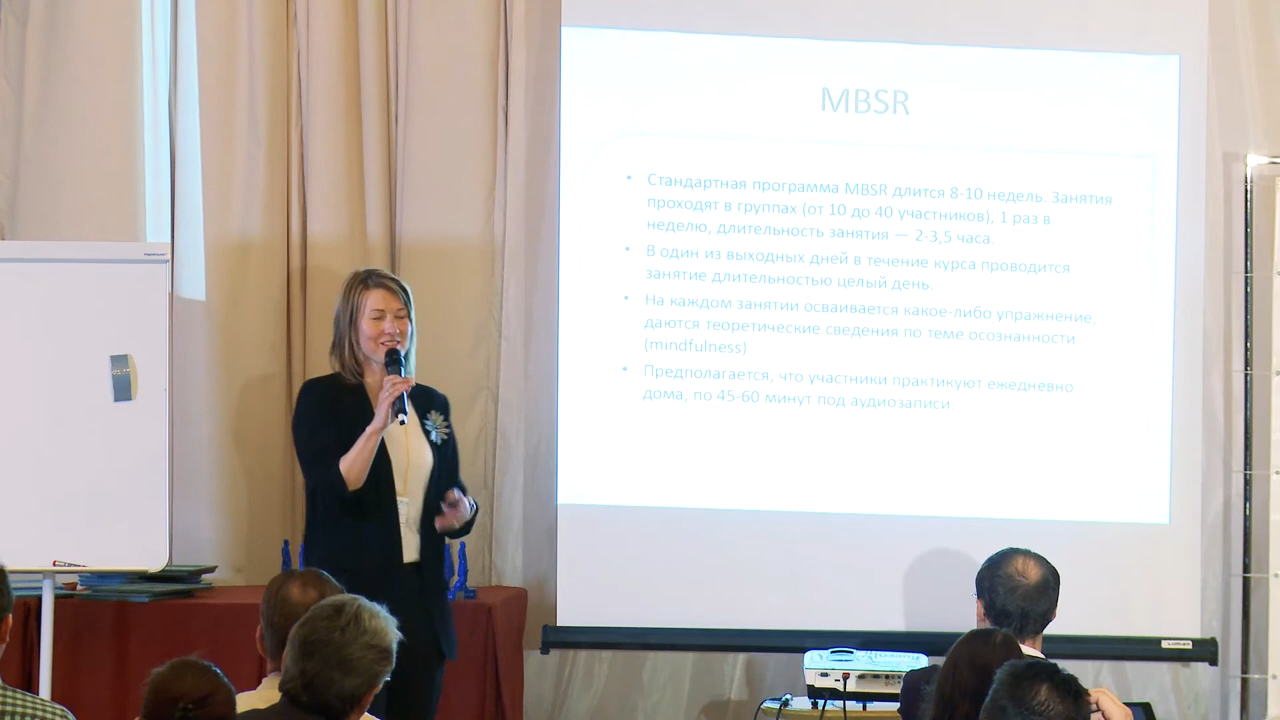 MBSR
• Стандартная программа MBSR длится 8-10 недель. Занятия
проходят в группах (от 10 до 40 участников), 1 раз в
неделю, длительность занятия — 2-3,5 часа.
• В один из выходных дней в течение курса проводится
занятие длительностью целый день.
• На каждом занятии осваивается какое-либо упражнение,
даются теоретические сведения по теме осознанности
(mindfulness)
• Предполагается, что участники практикуют ежедневно
дома, по 45-60 минут под аудиозаписи.
LUMIEN